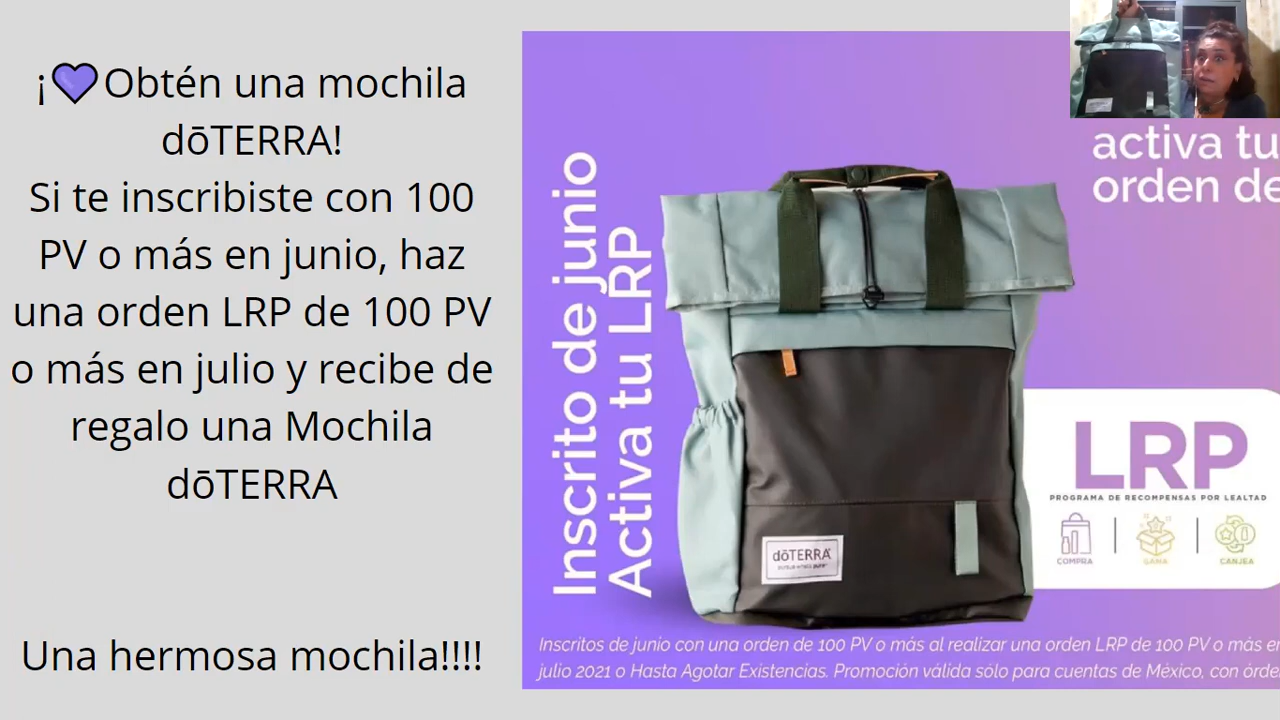 ¡💜Obtén una mochila
dōTERRA!
Si te inscribiste con 100
PV o más en junio, haz
una orden LRP de 100 PV
o más en julio y recibe de
regalo una Mochila
dōTERRA
Una hermosa mochila!!!!
Inscrito de junio
Activa tu LRP
activa tu
orden de
LRP
PROGRAMA DE RECOMPENSAS POR LEALTAD
COMPRA
GANA
CANJEA
dōTERRA
Inscritos de junio con una orden de 100 PV o más al realizar una orden LRP de 100 PV o más en
julio 2021 o Hasta Agotar Existencias. Promoción válida sólo para cuentas de México, con órde